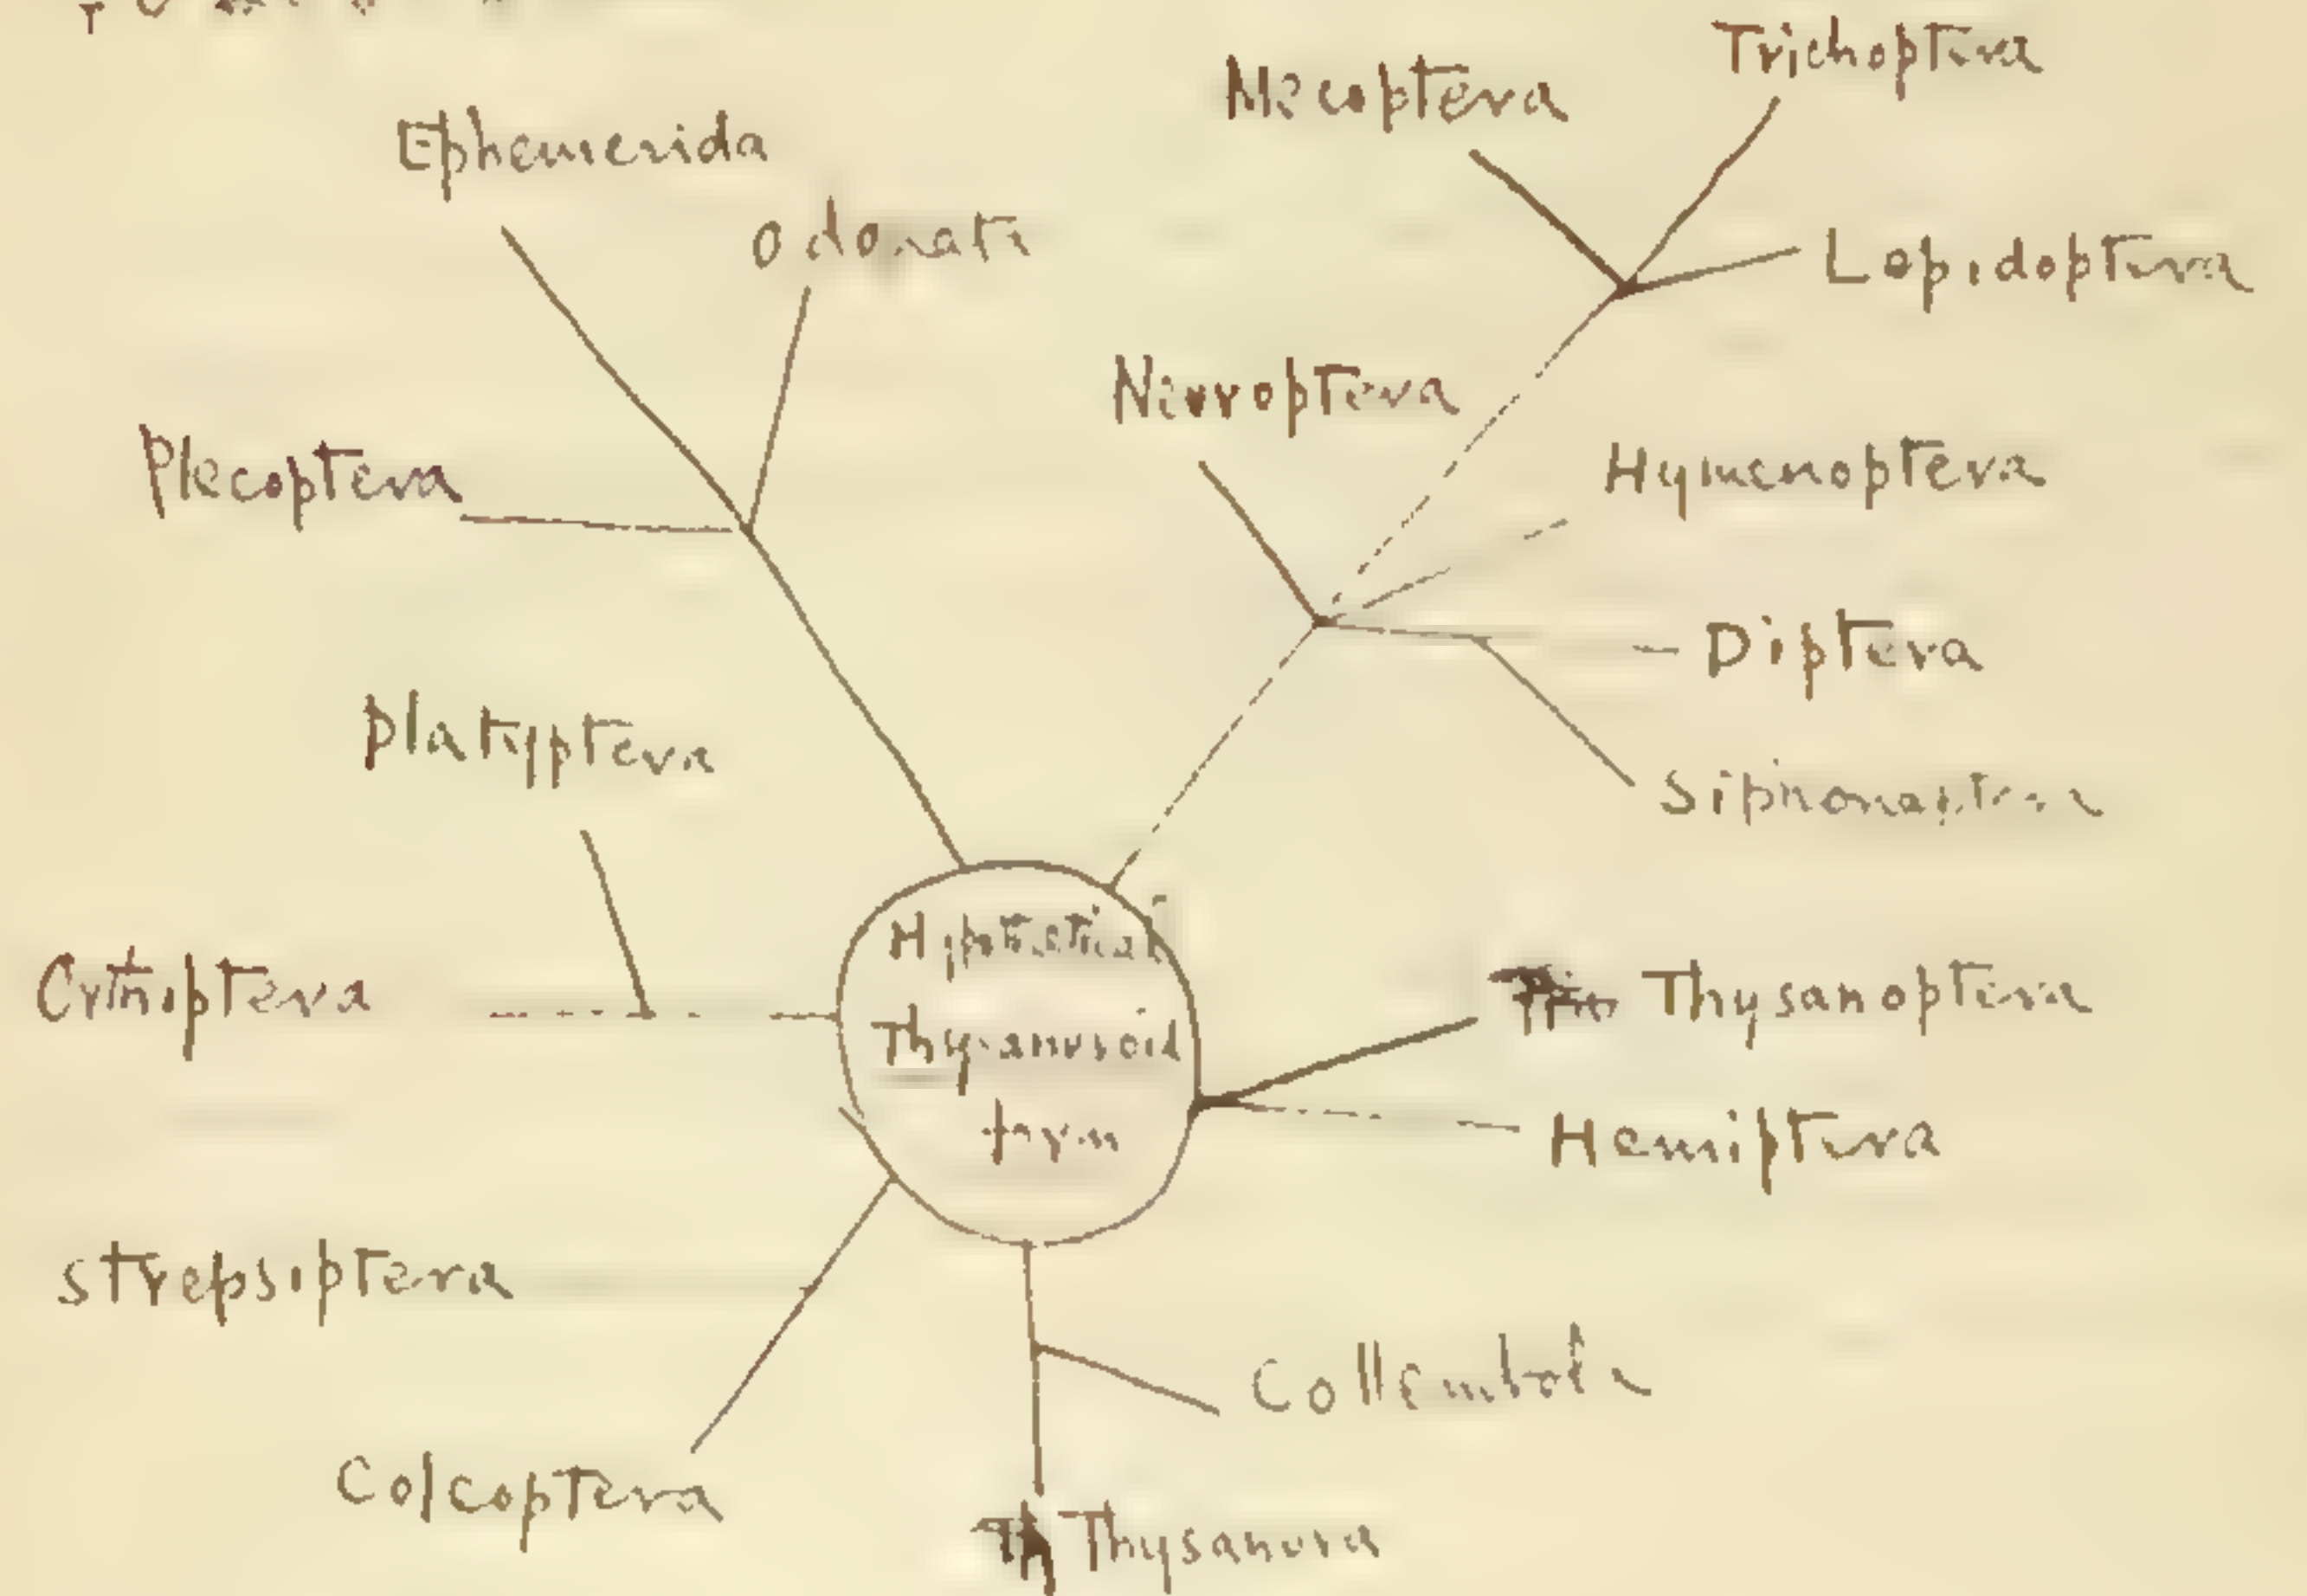 Trichoptera
Mecoptera
Ephemerida
Odonata
Lepidoptera
Neuroptera
Hymenoptera
Plecoptera
Diptera
Platyptera
Siphonaptera
Hypothetical
Orthoptera
Thysanoptera
Thysanuroid
form
Hemiptera
Strepsiptera
Collembola
Coleoptera
Thysanura